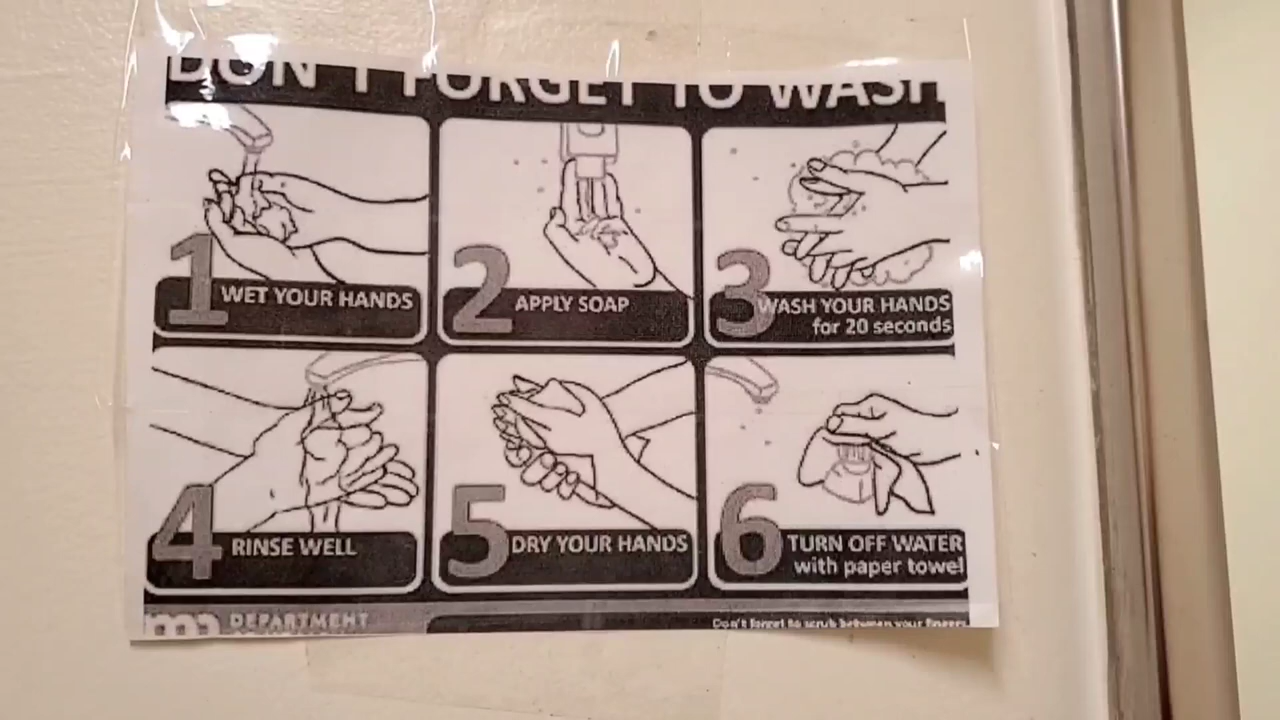 DON'T FORGET TO WASH
1 WET YOUR HANDS
2 APPLY SOAP
3 WASH YOUR HANDS
for 20 seconds
4 RINSE WELL
5 DRY YOUR HANDS
6 TURN OFF WATER
with paper towel
DEPARTMENT
Don't forget to scrub between your fingers